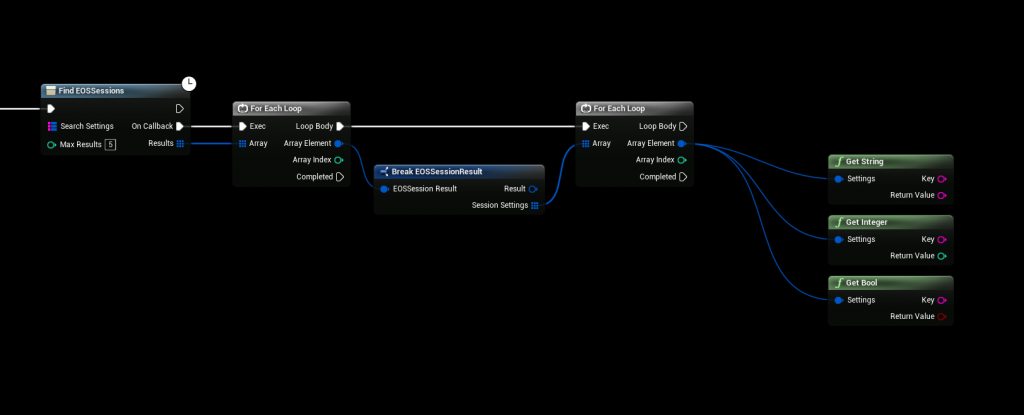 Find EOSSessions
Search Settings On Callback
Max Results 5 Results
For Each Loop
Exec Loop Body
Array Array Element
Array Index
Completed
Break EOSSessionResult
EOSSession Result Result
Session Settings
For Each Loop
Exec Loop Body
Array Array Element
Array Index
Completed
f Get String
Settings Key
Return Value
f Get Integer
Settings Key
Return Value
f Get Bool
Settings Key
Return Value